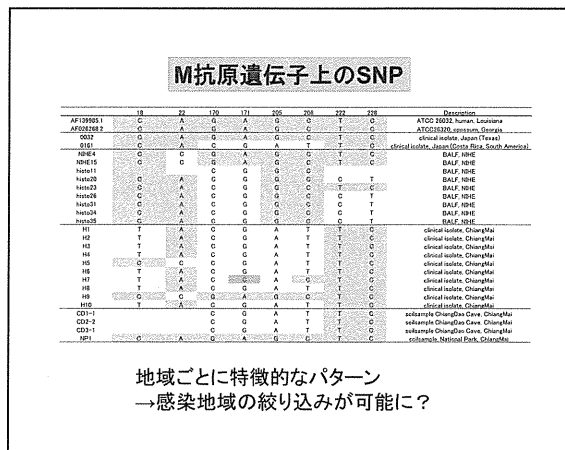 M抗原遺伝子上のSNP
18 22 170 171 205 206 222 228 Description
AF139985.1 C A G A G C T C ATCC 26032, human, Louisiana
AF026268.2 C A G A G C T C ATCC26320, opossum, Georgia
0032 C A G A G C T C clinical isolate, Japan (Texas)
0161 C A C G A T T C clinical isolate, Japan (Costa Rica, South America)
NIHE4 C C G A G C T C BALF, NIHE
NIHE15 C C G A G C T C BALF, NIHE
histo11 C G G C BALF, NIHE
histo20 C A C G G C C T BALF, NIHE
histo23 C A C G G C T C BALF, NIHE
histo26 C A C G G C C T BALF, NIHE
histo31 C A C G G C C T BALF, NIHE
histo34 C A C G G C C T BALF, NIHE
histo35 C A C G G C C T BALF, NIHE
H1 T A C G A T T C clinical isolate, ChiangMai
H2 T A C G A T T C clinical isolate, ChiangMai
H3 T A C G A T T C clinical isolate, ChiangMai
H4 T A C G A T T C clinical isolate, ChiangMai
H5 C C C G A T T C clinical isolate, ChiangMai
H6 T A C G A T T C clinical isolate, ChiangMai
H7 T A C A C T C clinical isolate, ChiangMai
H8 T A C G A T T C clinical isolate, ChiangMai
H9 C C G A G C T C clinical isolate, ChiangMai
H10 T A C G A T T C clinical isolate, ChiangMai
CD1-1 C G A T T C soilsample ChiangDao Cave, ChiangMai
CD2-2 C G A T T C soilsample ChiangDao Cave, ChiangMai
CD3-1 C G A T T C soilsample ChiangDao Cave, ChiangMai
NP1 C A G A G C T C soilsample, National Park, ChiangMai
地域ごとに特徴的なパターン
→感染地域の絞り込みが可能に？